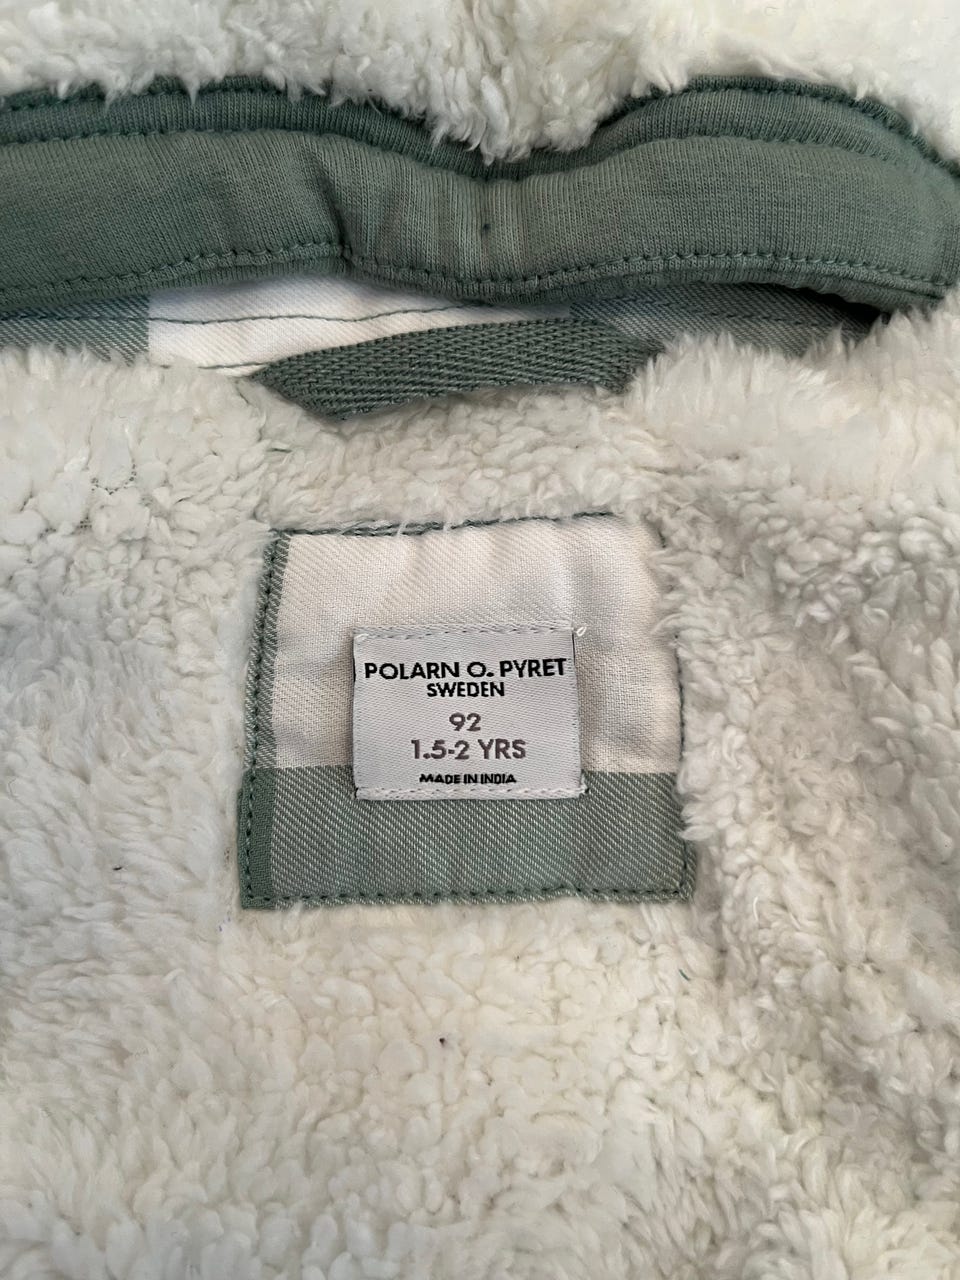 POLARN O. PYRET
SWEDEN
92
1.5-2 YRS
MADE IN INDIA